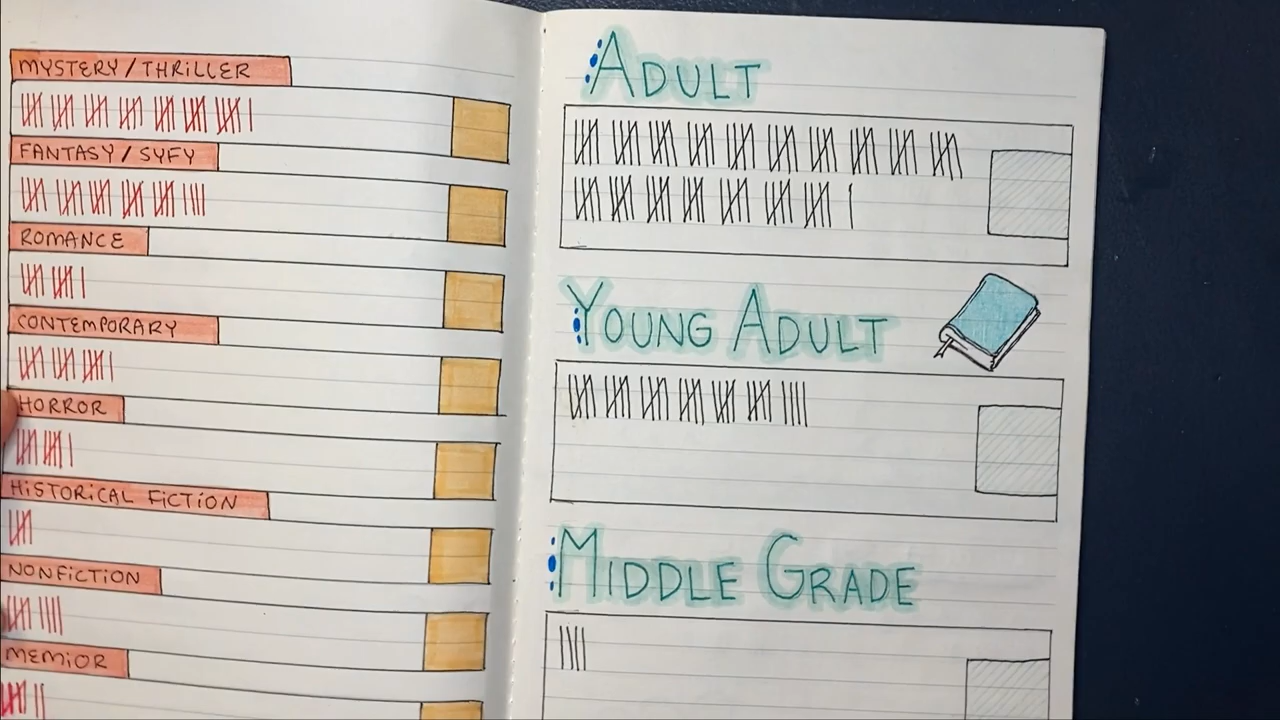 MYSTERY/THRILLER
FANTASY/SYFY
ROMANCE
CONTEMPORARY
HORROR
HISTORICAL FICTION
NONFICTION
MEMIOR
ADULT
YOUNG ADULT
MIDDLE GRADE